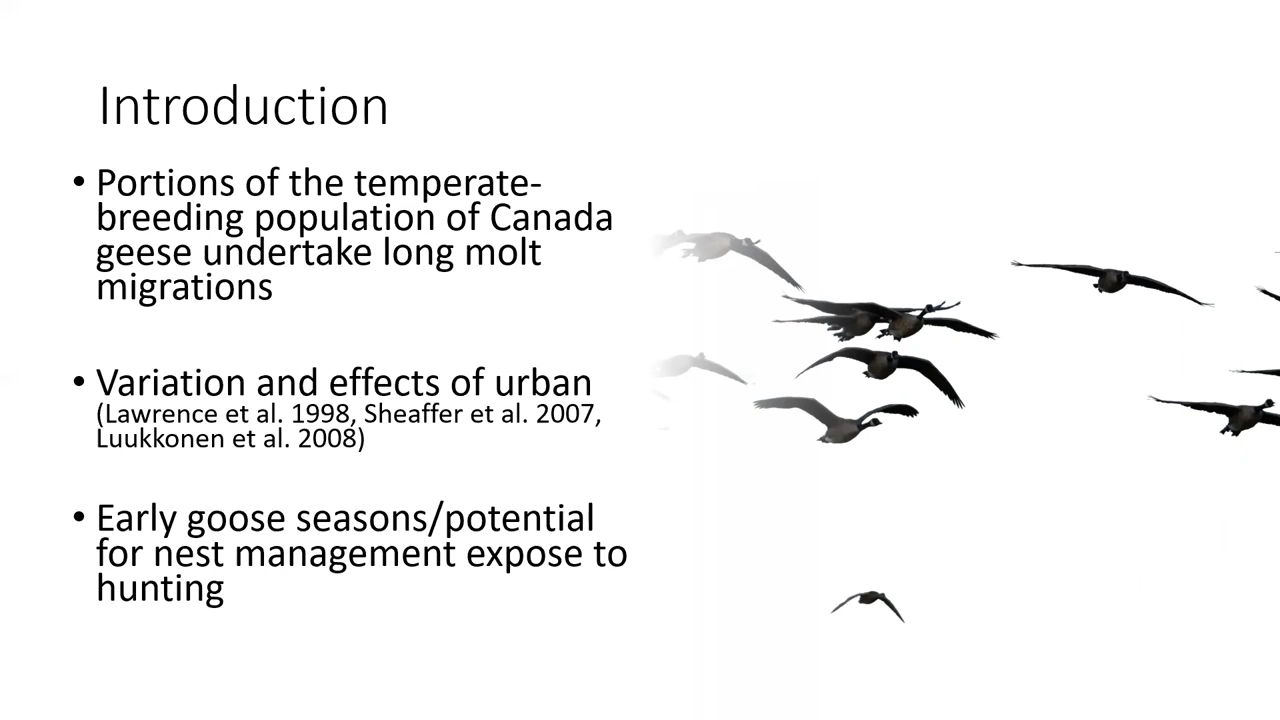 Introduction
• Portions of the temperate-
breeding population of Canada
geese undertake long molt
migrations
• Variation and effects of urban
(Lawrence et al. 1998, Sheaffer et al. 2007,
Luukkonen et al. 2008)
• Early goose seasons/potential
for nest management expose to
hunting